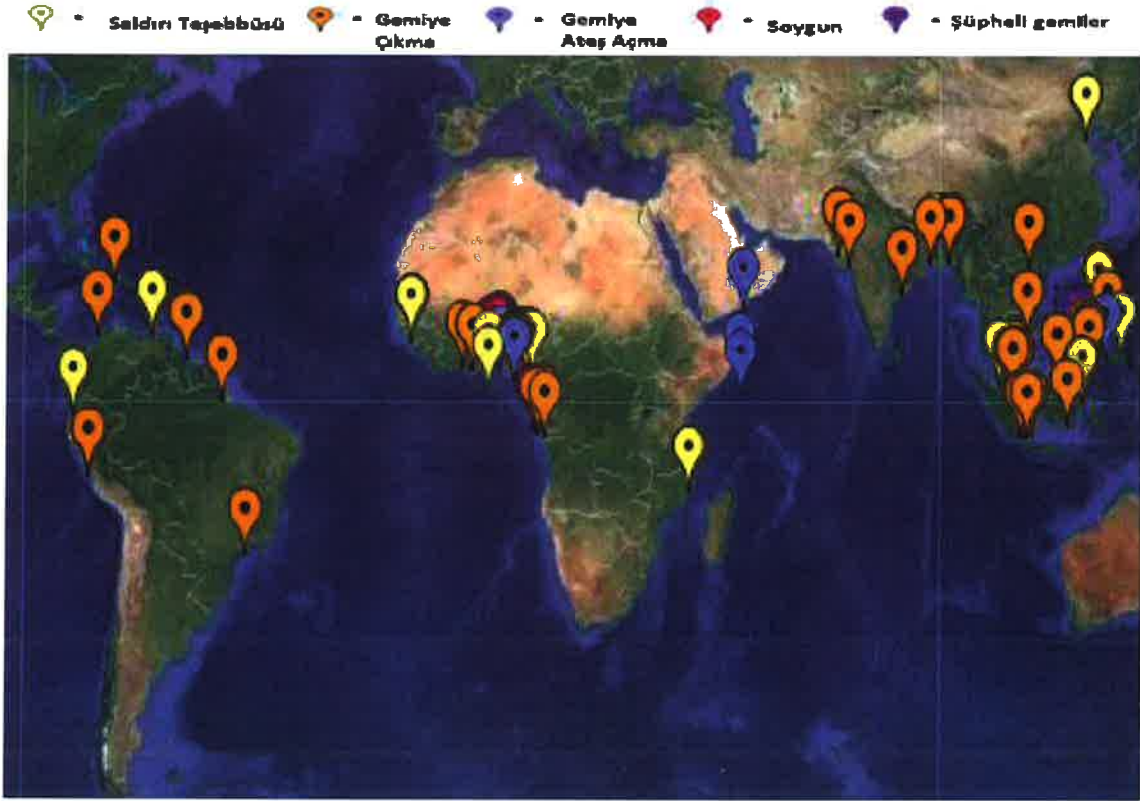 = Saldırı Teşebbüsü
= Gemiye
Çıkma
= Gemiye
Ateş Açma
= Soygun
= Şüpheli gemiler